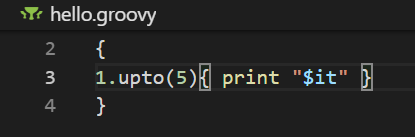 hello.groovy
2 {
3 1.upto(5){ print "$it" }
4 }